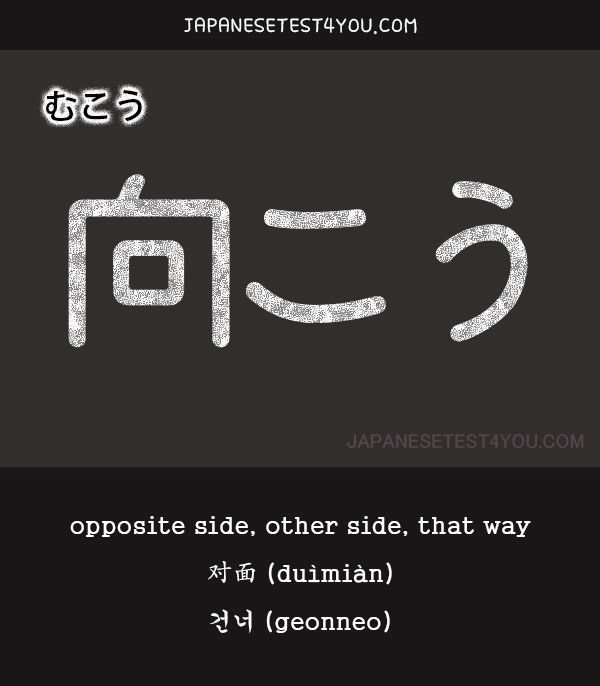 JAPANESETEST4YOU.COM
むこう
向こう
JAPANESETEST4YOU.COM
opposite side, other side, that way
对面 (duìmiàn)
건너 (geonneo)